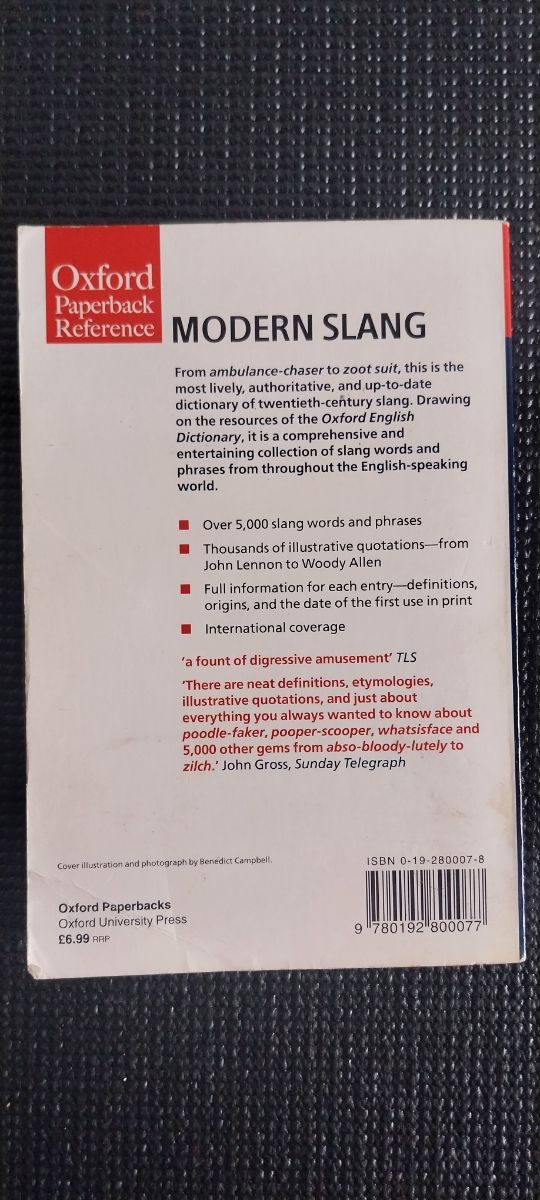 Oxford
Paperback
Reference
MODERN SLANG
From ambulance-chaser to zoot suit, this is the
most lively, authoritative, and up-to-date
dictionary of twentieth-century slang. Drawing
on the resources of the Oxford English
Dictionary, it is a comprehensive and
entertaining collection of slang words and
phrases from throughout the English-speaking
world.
Over 5,000 slang words and phrases
Thousands of illustrative quotations—from
John Lennon to Woody Allen
Full information for each entry—definitions,
origins, and the date of the first use in print
International coverage
'a fount of digressive amusement' TLS
'There are neat definitions, etymologies,
illustrative quotations, and just about
everything you always wanted to know about
poodle-faker, pooper-scooper, whatsisface and
5,000 other gems from abso-bloody-lutely to
zilch.' John Gross, Sunday Telegraph
Cover illustration and photograph by Benedict Campbell.
ISBN 0-19-280007-8
Oxford Paperbacks
Oxford University Press
£6.99 RRP
9 780192 800077